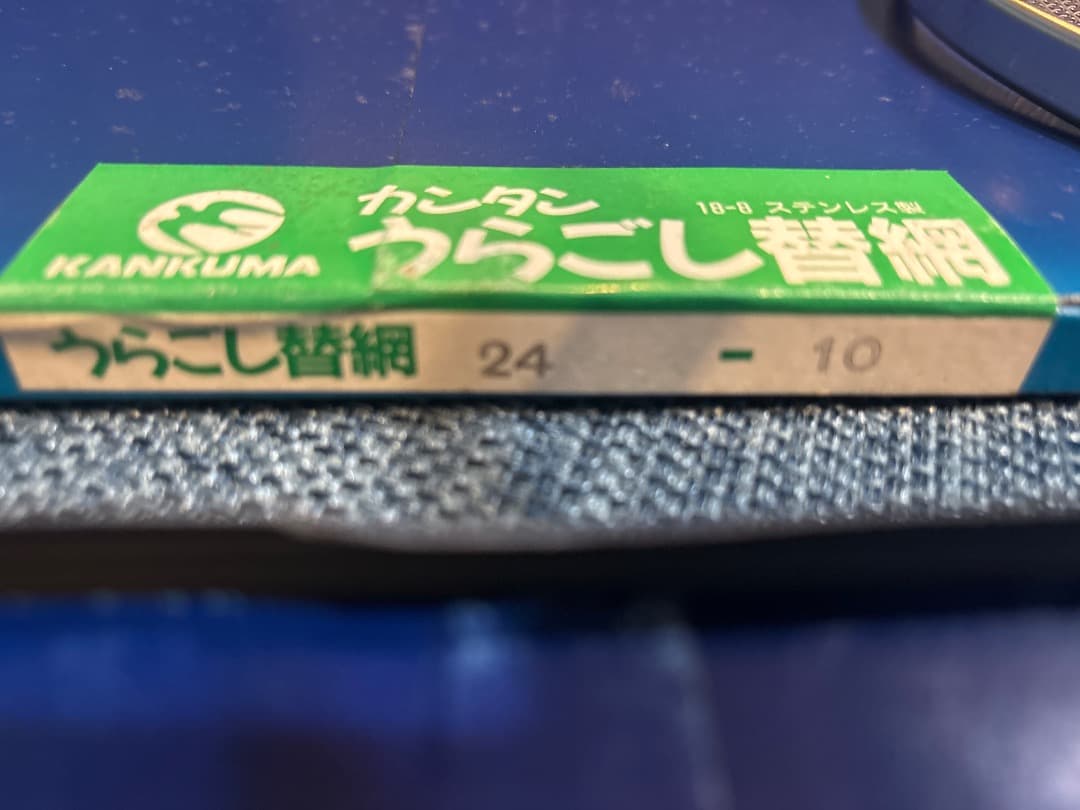 カンタン
18-8 ステンレス製
KANKUMA
うらごし替網
うらごし替網 24 - 10